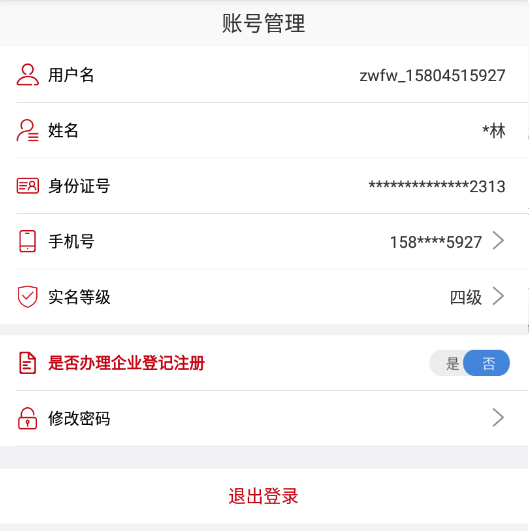 账号管理
用户名 zwfw_15804515927
姓名 *林
身份证号 **************2313
手机号 158****5927
实名等级 四级
是否办理企业登记注册 是 否
修改密码
退出登录